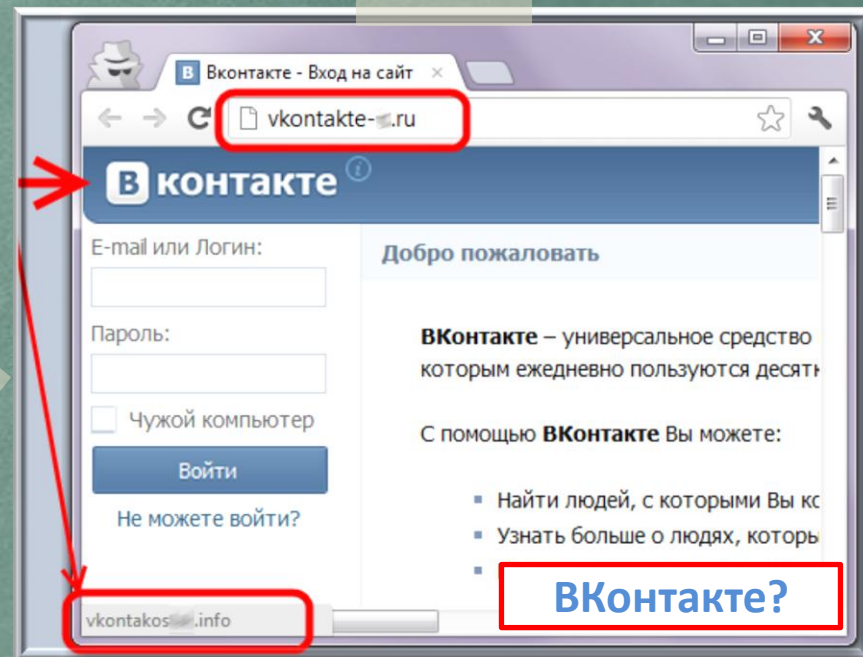 Вконтакте - Вход на сайт
vkontakte-.ru
В контакте
E-mail или Логин:
Пароль:
Чужой компьютер
Войти
Не можете войти?
Добро пожаловать
ВКонтакте – универсальное средство
которым ежедневно пользуются десятк
С помощью ВКонтакте Вы можете:
Найти людей, с которыми Вы кс
Узнать больше о людях, которы
ВКонтакте?
vkontakos.info